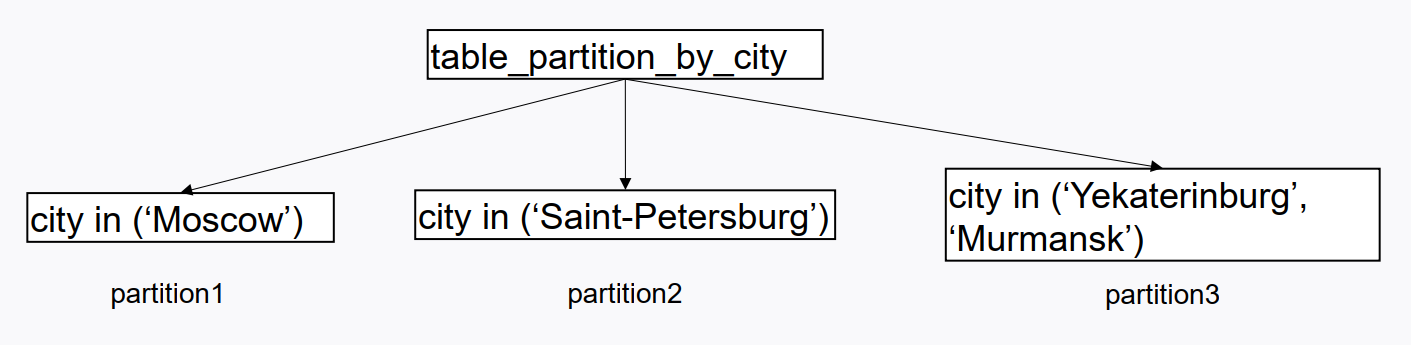 table_partition_by_city
city in (‘Moscow’)
city in (‘Saint-Petersburg’)
city in (‘Yekaterinburg’,
‘Murmansk’)
partition1
partition2
partition3